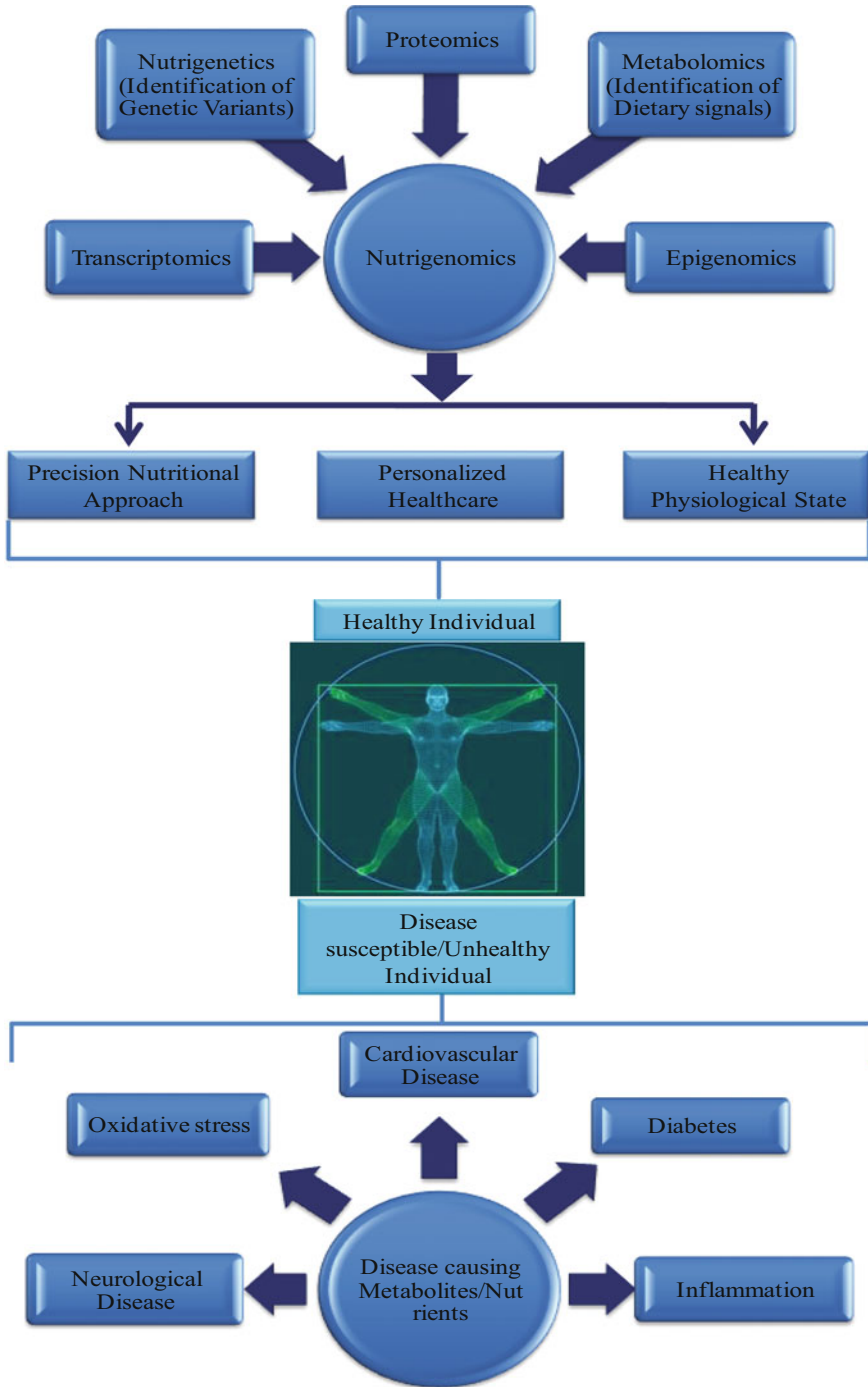 Nutrigenetics
(Identification of
Genetic Variants)
Proteomics
Metabolomics
(Identification of
Dietary signals)
Transcriptomics
Nutrigenomics
Epigenomics
Precision Nutritional
Approach
Personalized
Healthcare
Healthy
Physiological State
Healthy Individual
Disease
susceptible/Unhealthy
Individual
Cardiovascular
Disease
Oxidative stress
Diabetes
Neurological
Disease
Disease causing
Metabolites/Nut
rients
Inflammation